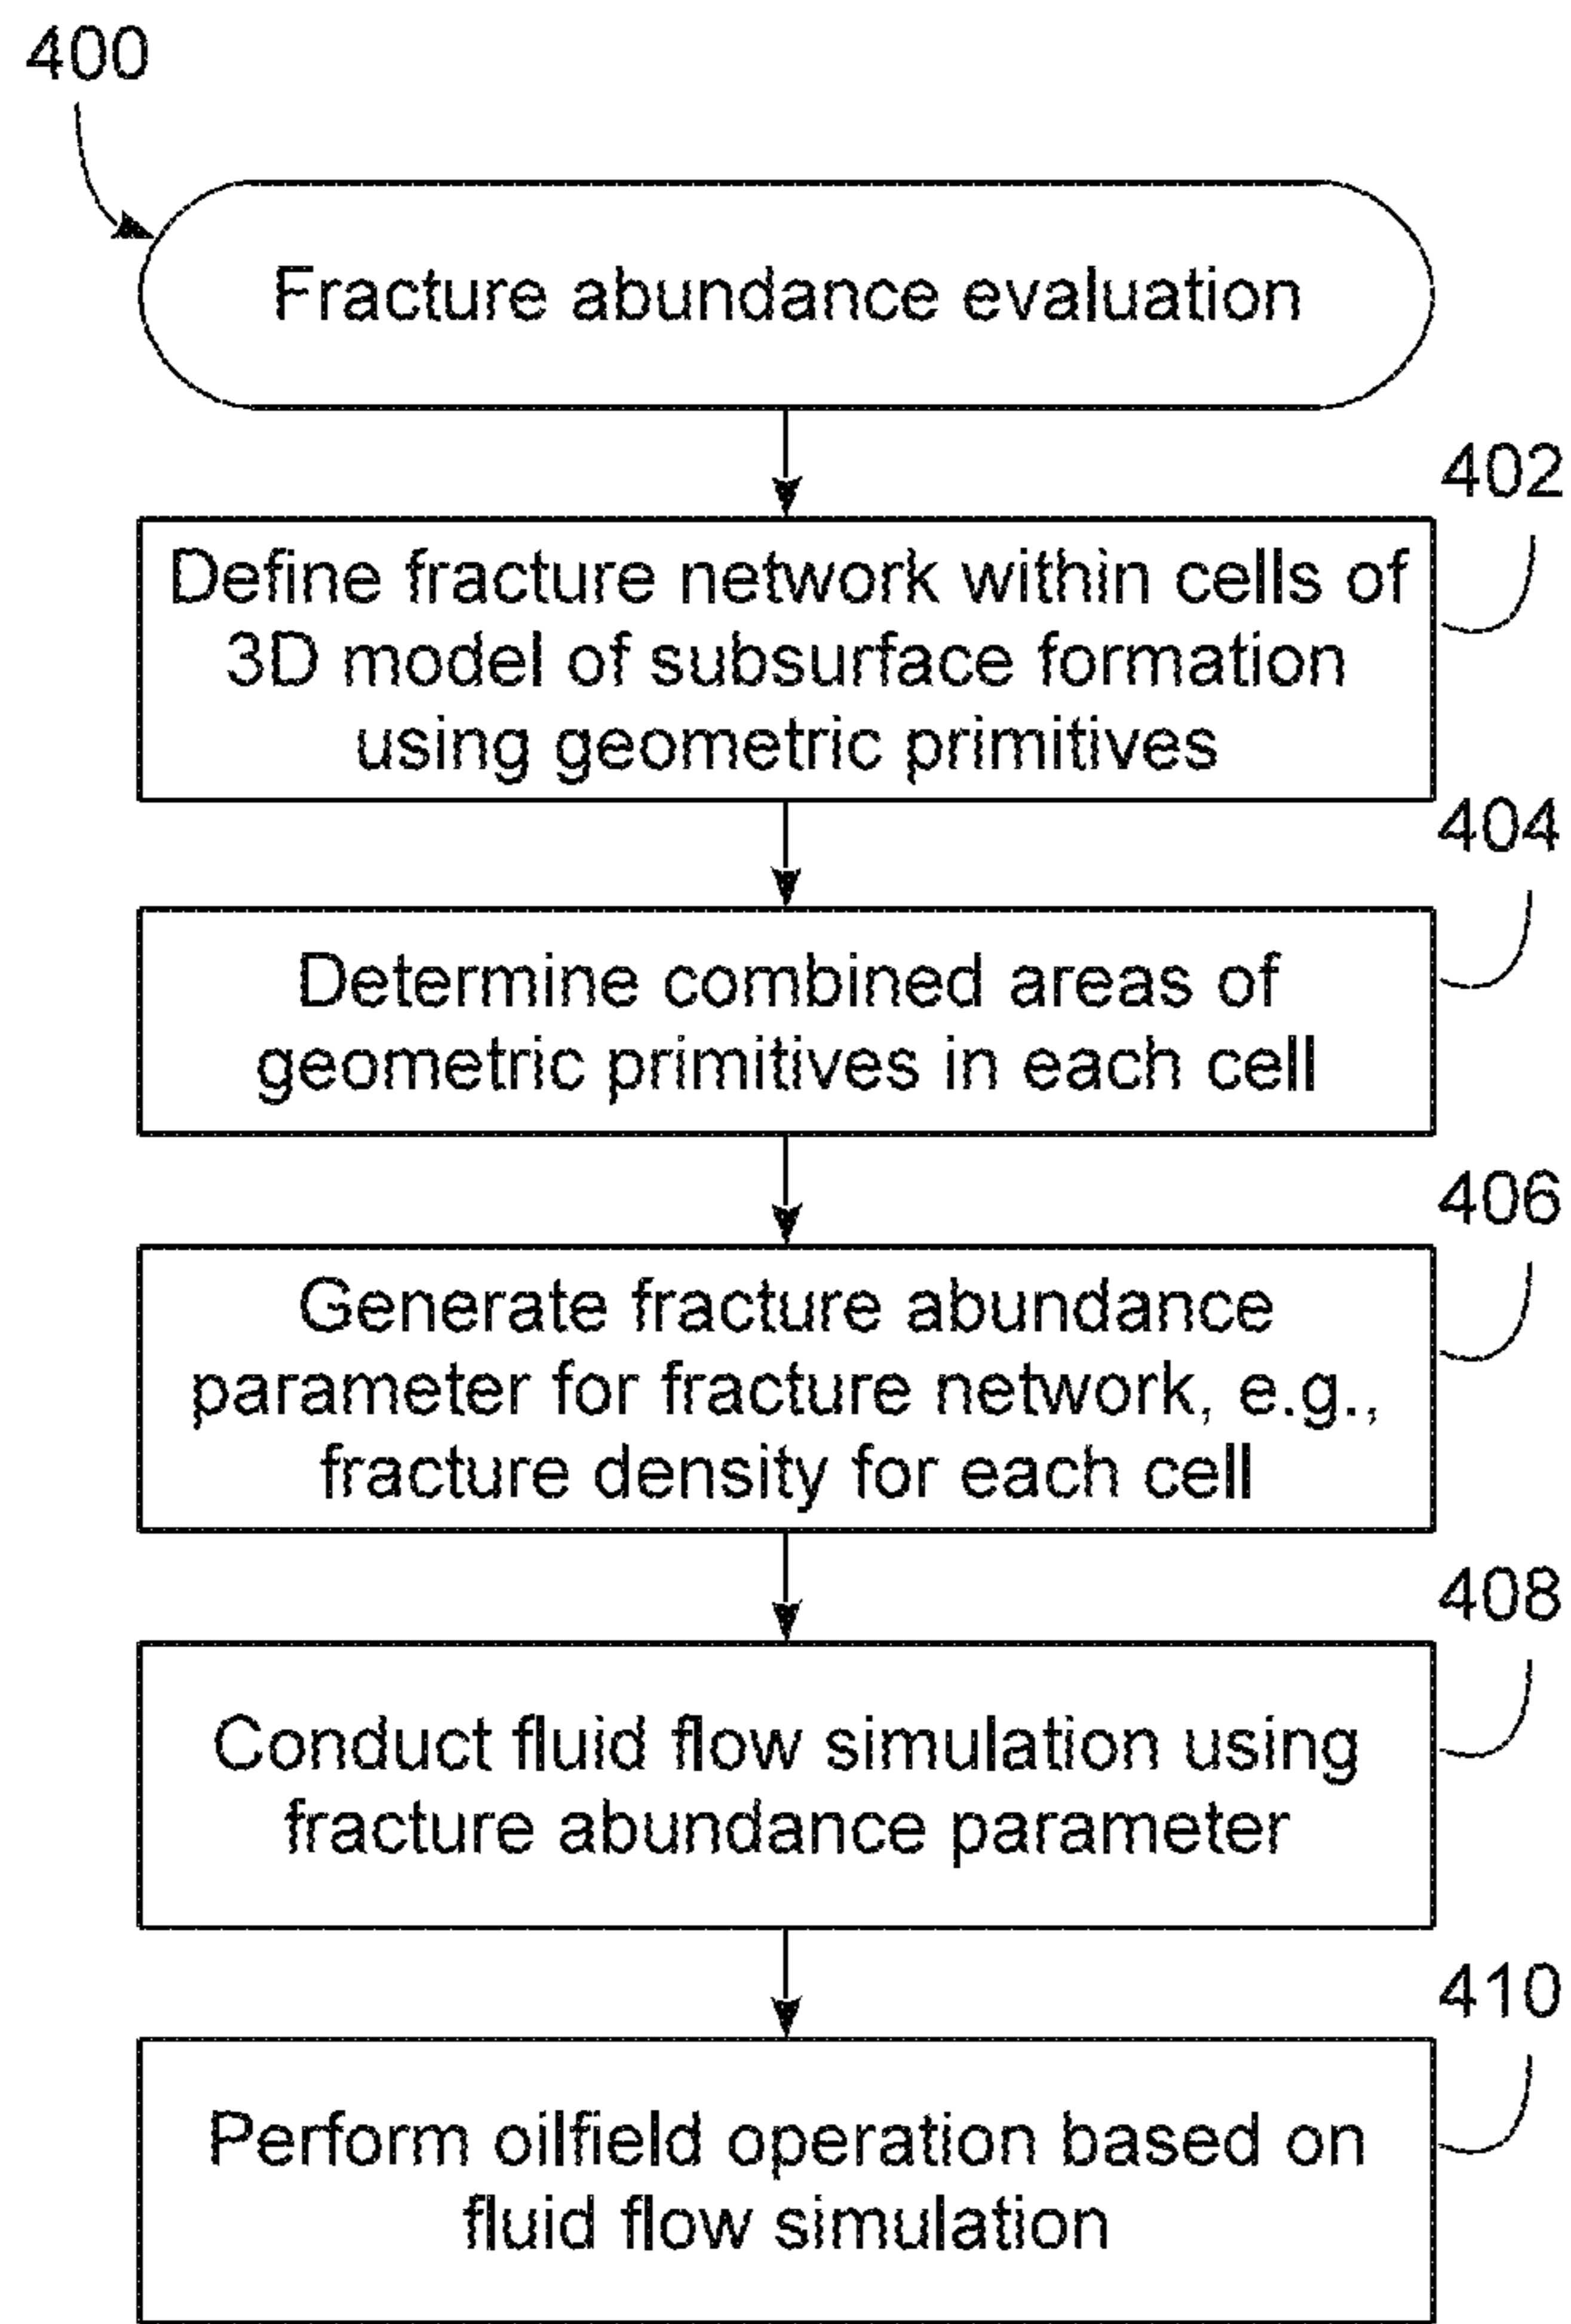 400
Fracture abundance evaluation
402
Define fracture network within cells of
3D model of subsurface formation
using geometric primitives
404
Determine combined areas of
geometric primitives in each cell
406
Generate fracture abundance
parameter for fracture network, e.g.,
fracture density for each cell
408
Conduct fluid flow simulation using
fracture abundance parameter
410
Perform oilfield operation based on
fluid flow simulation